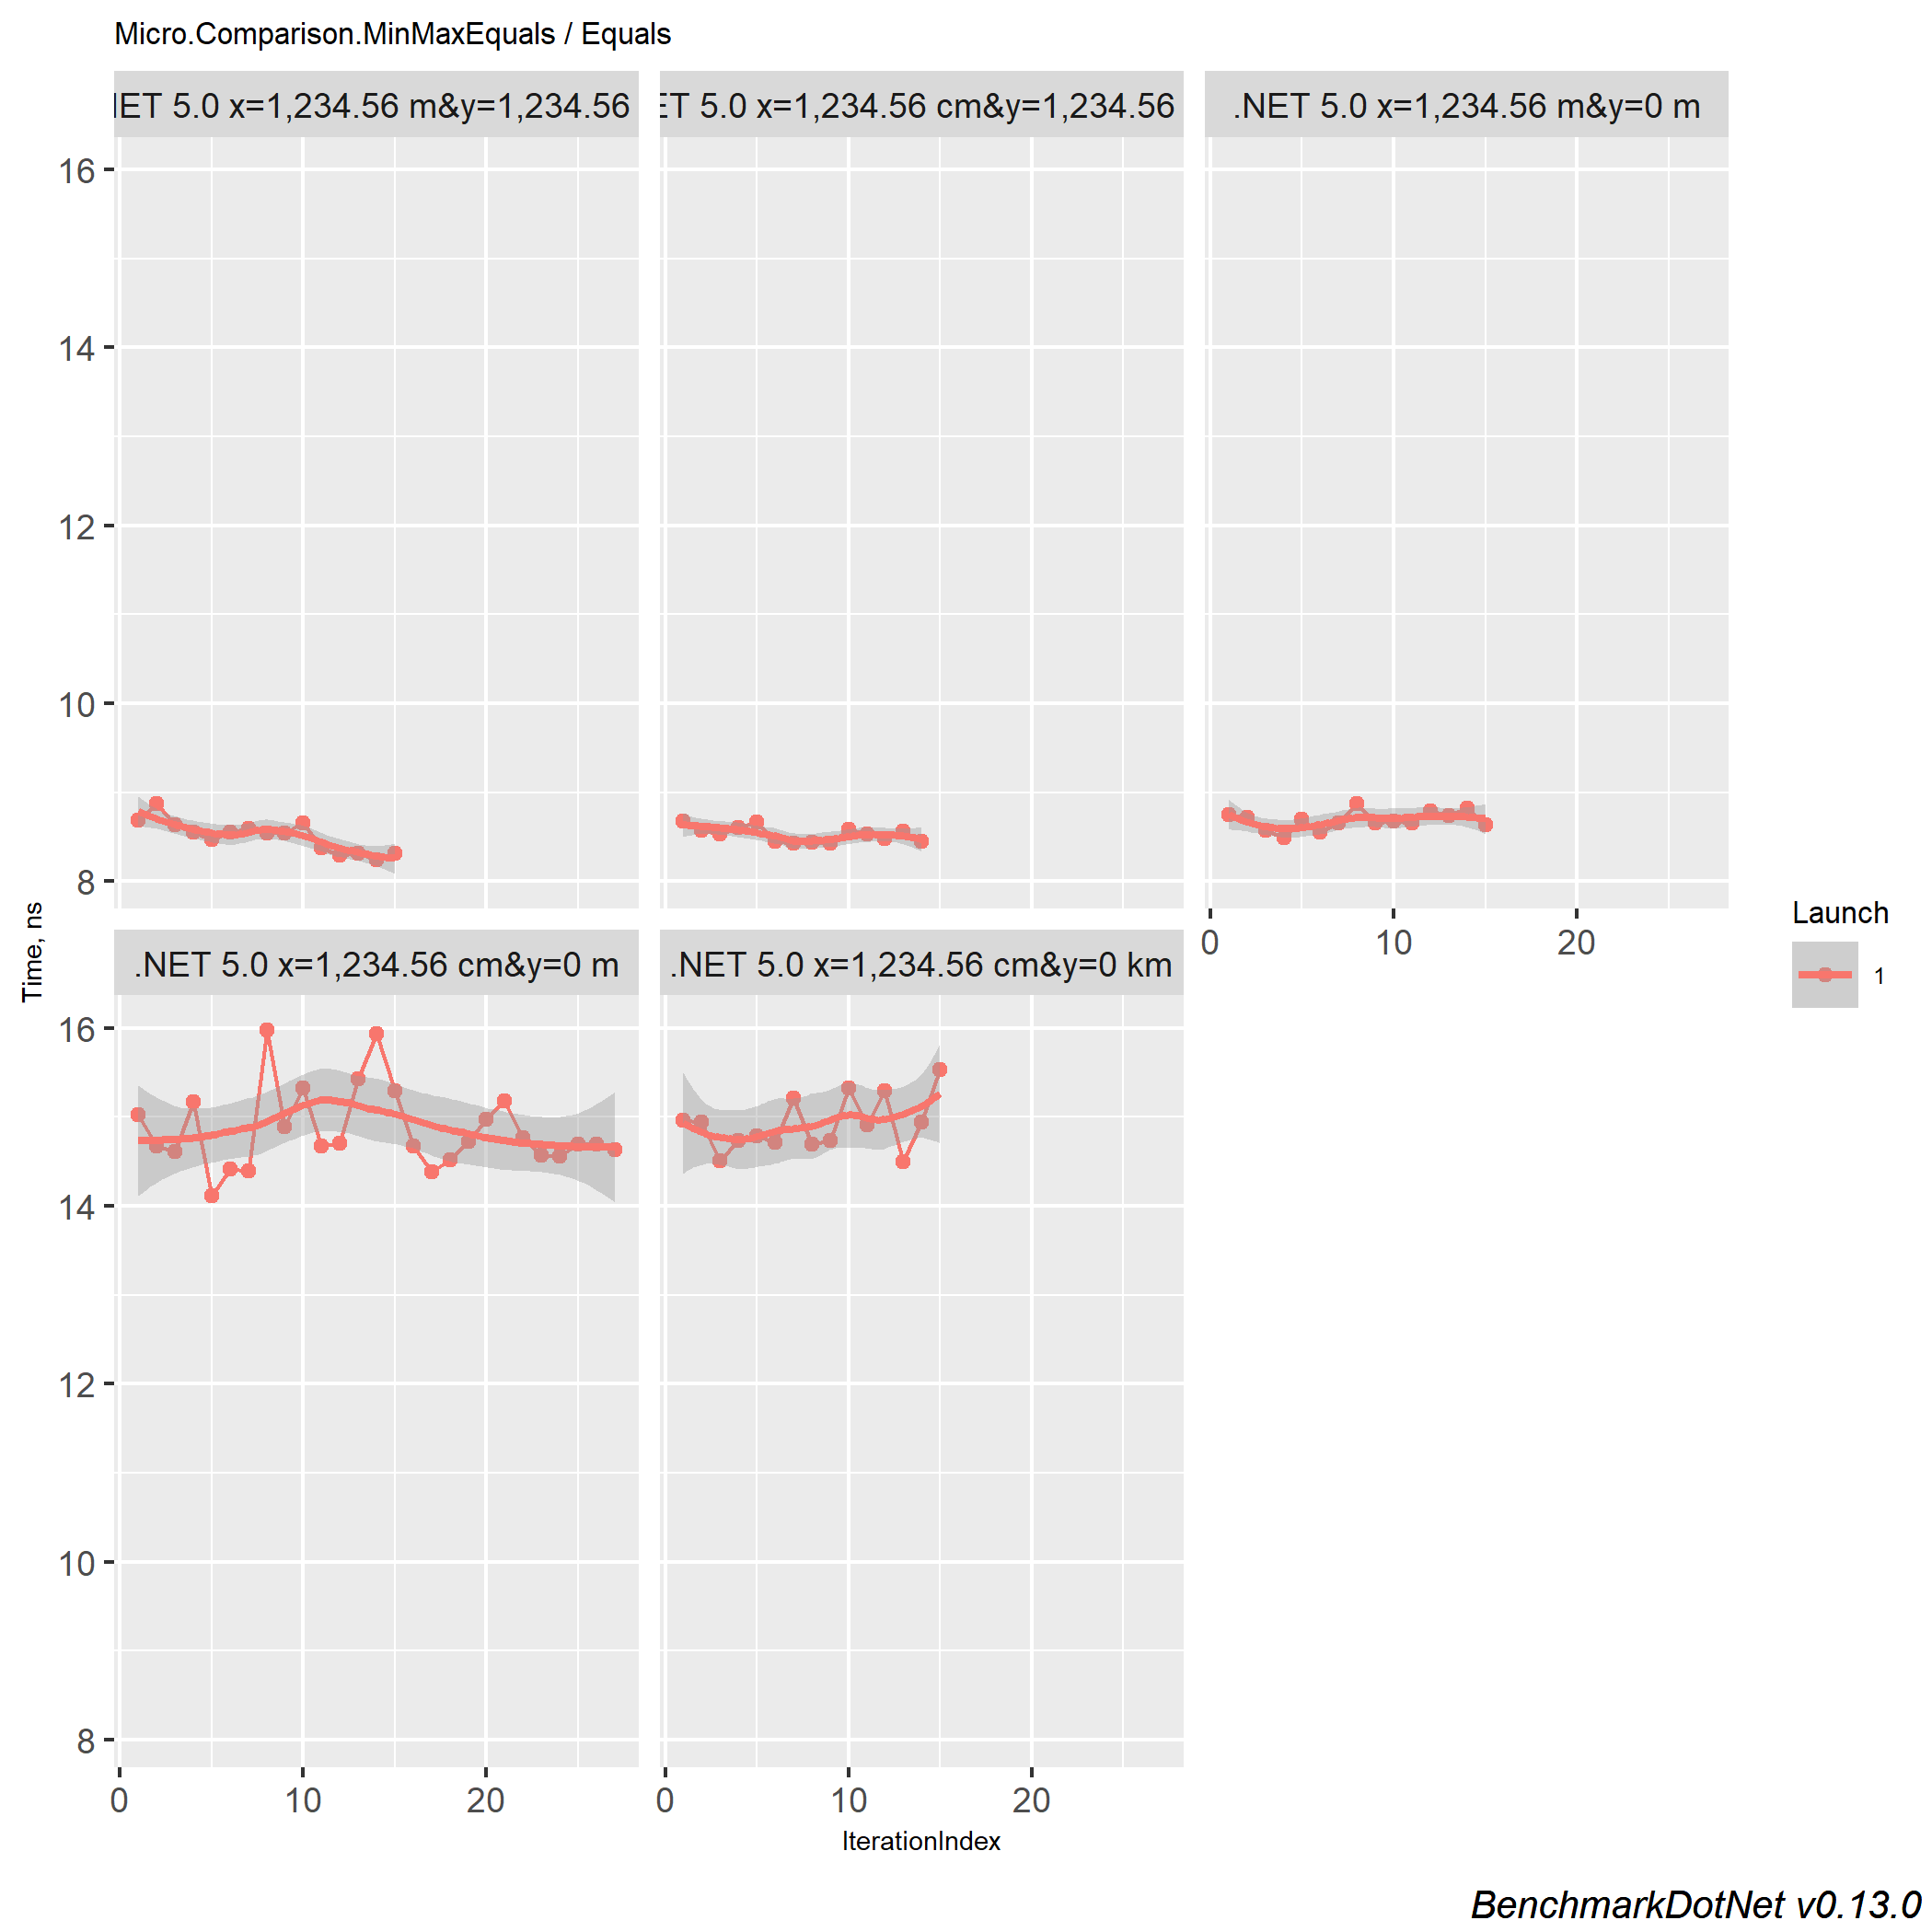 Micro.Comparison.MinMaxEquals / Equals
ET 5.0 x=1,234.56 m&y=1,234.56
ET 5.0 x=1,234.56 cm&y=1,234.56
.NET 5.0 x=1,234.56 m&y=0 m
16
14
12
10
8
0
10
20
Time, ns
Launch
1
.NET 5.0 x=1,234.56 cm&y=0 m
.NET 5.0 x=1,234.56 cm&y=0 km
16
14
12
10
8
0
10
20
0
10
20
IterationIndex
BenchmarkDotNet v0.13.0